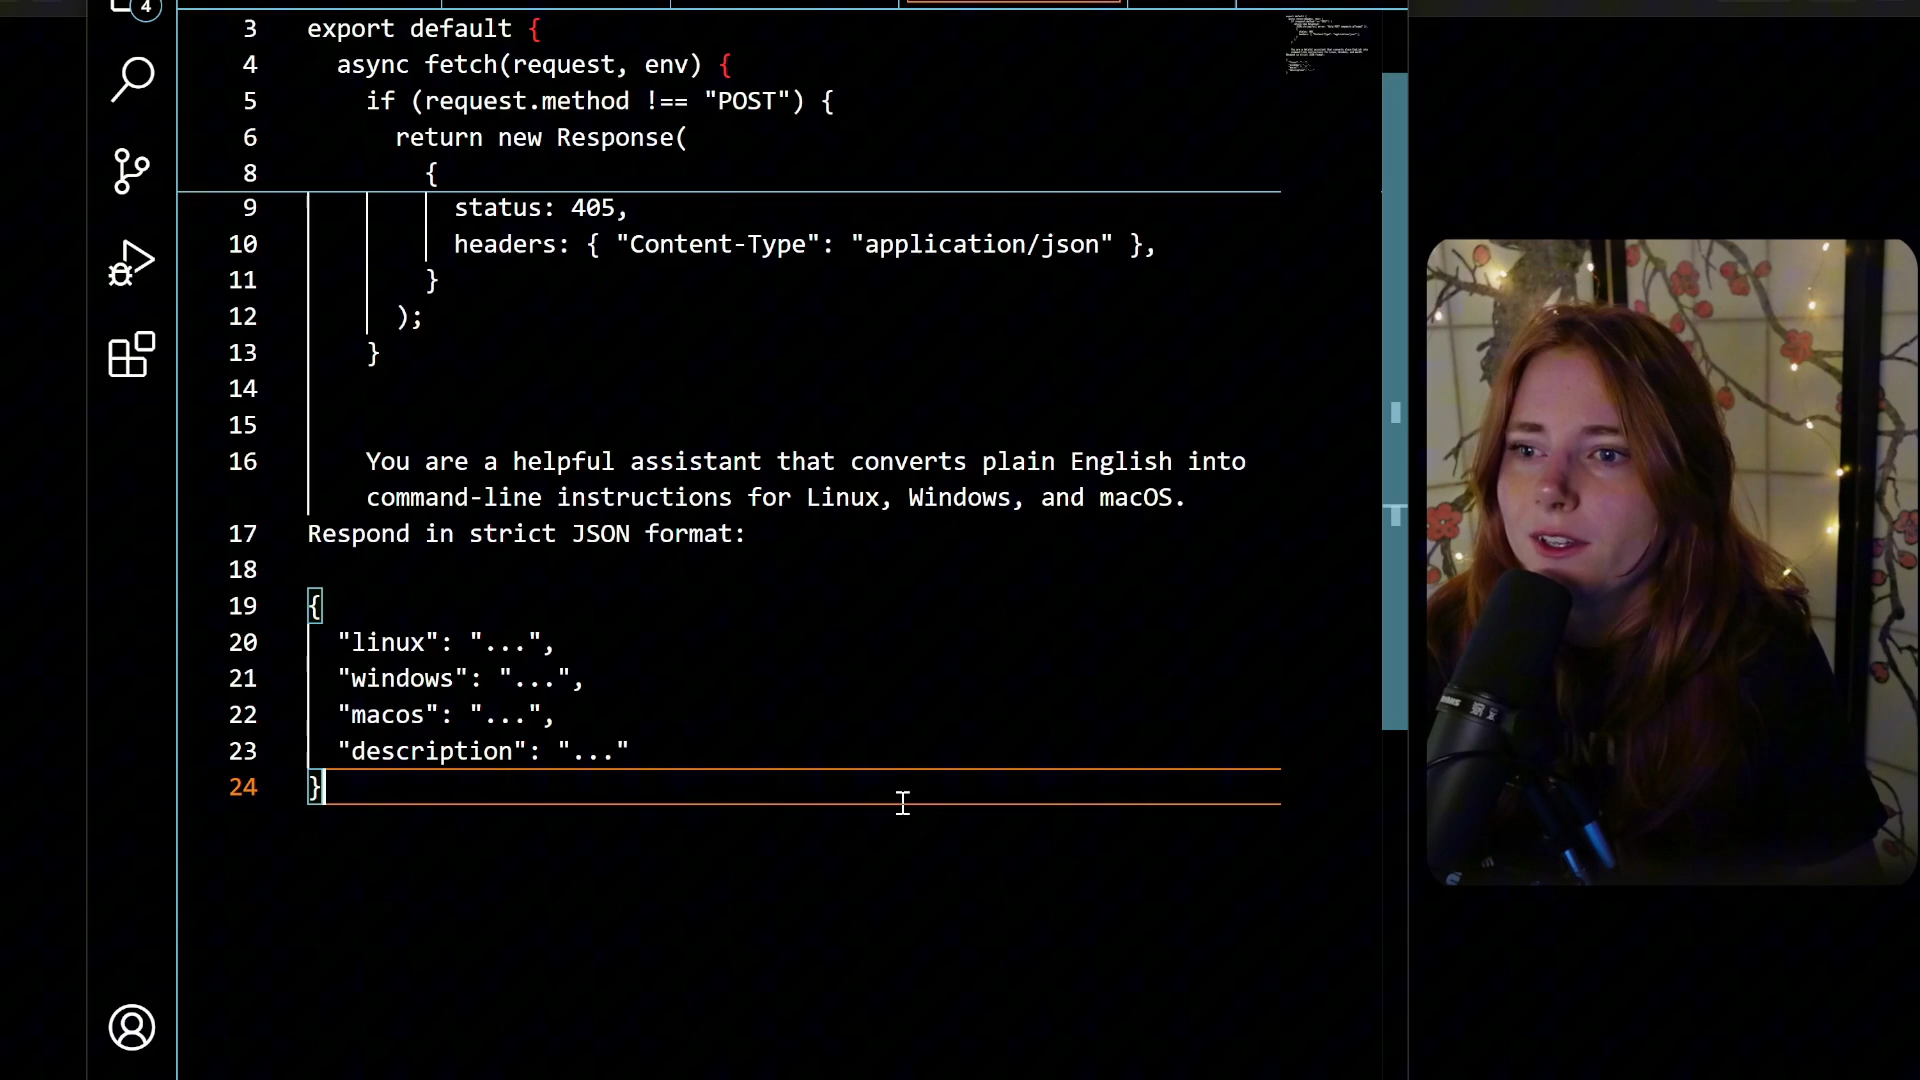 4
3 export default {
4 async fetch(request, env) {
5 if (request.method !== "POST") {
6 return new Response(
8 {
9 status: 405,
10 headers: { "Content-Type": "application/json" },
11 }
12 );
13 }
14
15
16 You are a helpful assistant that converts plain English into
command-line instructions for Linux, Windows, and macOS.
17 Respond in strict JSON format:
18
19 {
20 "linux": "...",
21 "windows": "...",
22 "macos": "...",
23 "description": "..."
24 }